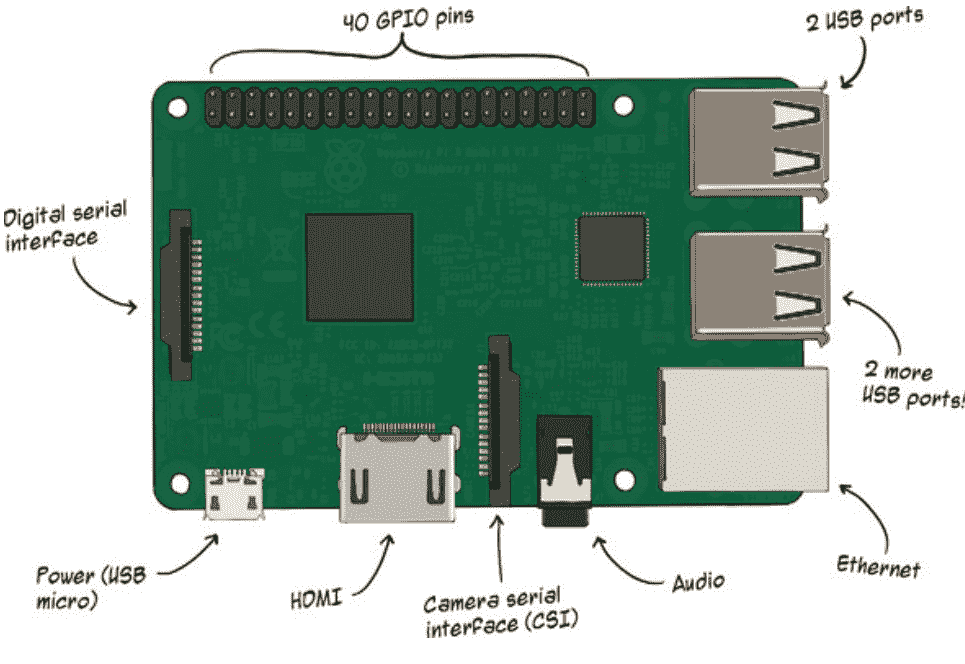 40 GPIO pins
2 USB ports
Digital serial
interface
2 more
USB ports!
Power (USB
micro)
HDMI
Camera serial
interface (CSI)
Audio
Ethernet